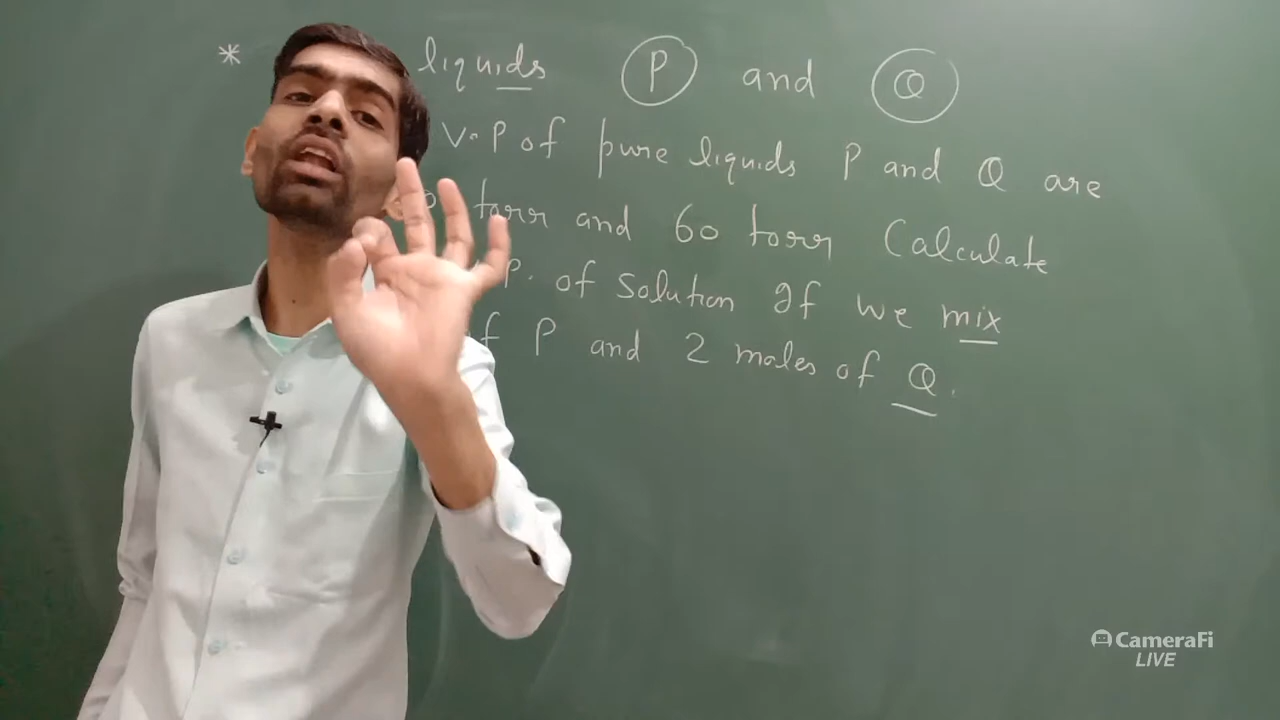 * liquids P and Q
V.P of pure liquids P and Q are
torr and 60 torr Calculate
P. of Solution If we mix
P and 2 moles of Q.
CameraFi
LIVE